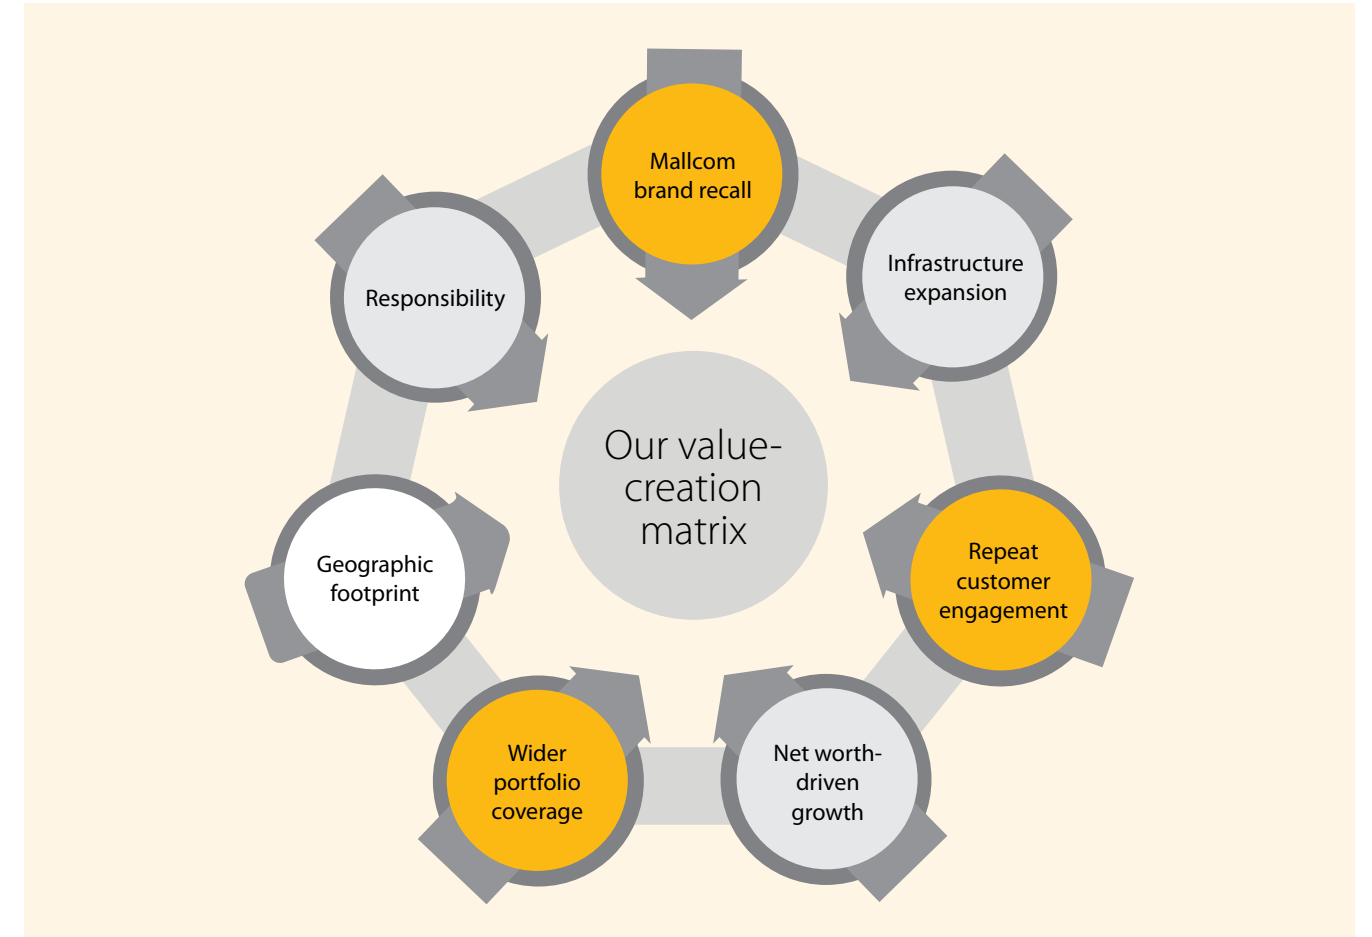 Mallcom
brand recall
Infrastructure
expansion
Responsibility
Our value-
creation
matrix
Repeat
customer
engagement
Geographic
footprint
Net worth-
driven
growth
Wider
portfolio
coverage